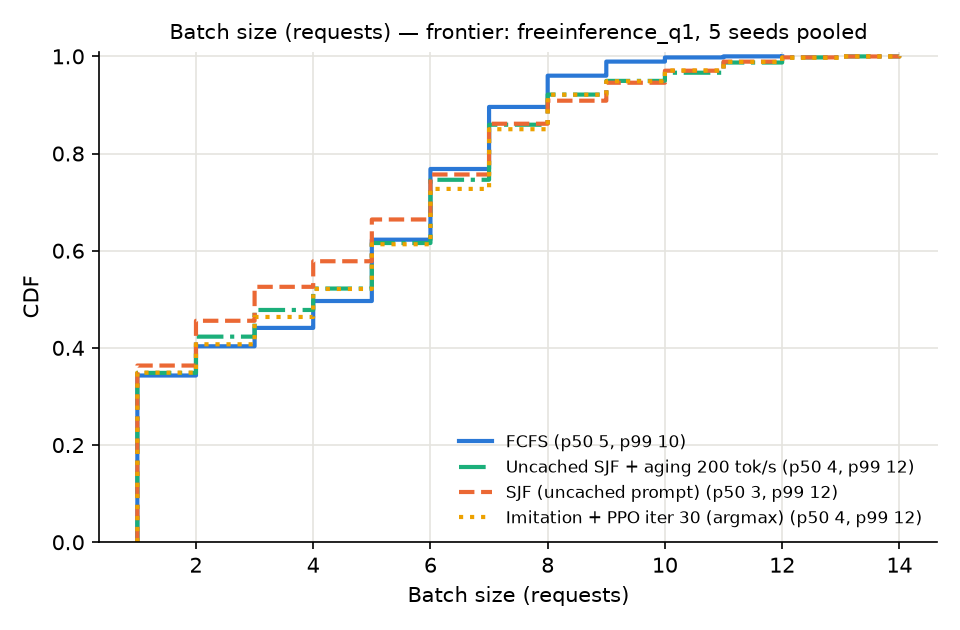 Batch size (requests) — frontier: freeinference_q1, 5 seeds pooled
CDF
1.0
0.8
0.6
0.4
0.2
0.0
FCFS (p50 5, p99 10)
Uncached SJF + aging 200 tok/s (p50 4, p99 12)
SJF (uncached prompt) (p50 3, p99 12)
Imitation + PPO iter 30 (argmax) (p50 4, p99 12)
2 4 6 8 10 12 14
Batch size (requests)